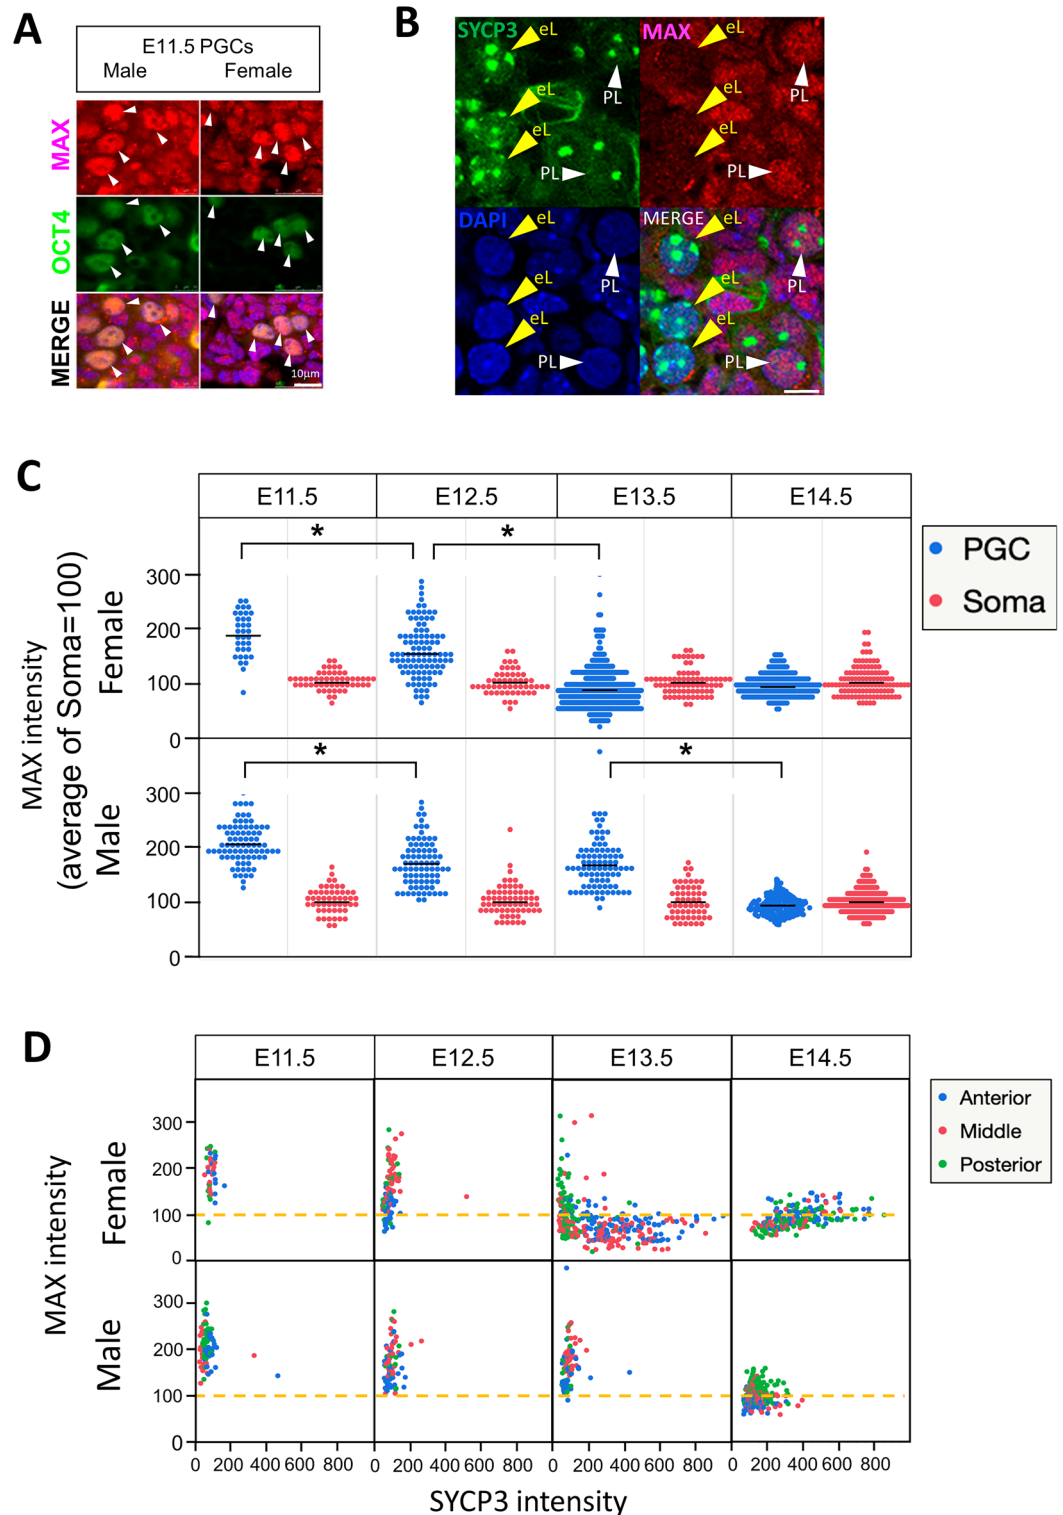 A
E11.5 PGCs
Male Female
MAX
OCT4
MERGE
10μm
B
SYCP3 eL
eL
eL
PL
PL
MAX eL
eL
eL
PL
PL
DAPI eL
eL
eL
PL
PL
MERGE eL
eL
eL
PL
PL
C
E11.5 E12.5 E13.5 E14.5
MAX intensity
(average of Soma=100)
Female
* *
300
200
100
0
Male
* *
300
200
100
0
PGC
Soma
D
E11.5 E12.5 E13.5 E14.5
MAX intensity
Female
300
200
100
0
Male
300
200
100
0
0 200 400 600 800 0 200 400 600 800 0 200 400 600 800 0 200 400 600 800
SYCP3 intensity
Anterior
Middle
Posterior